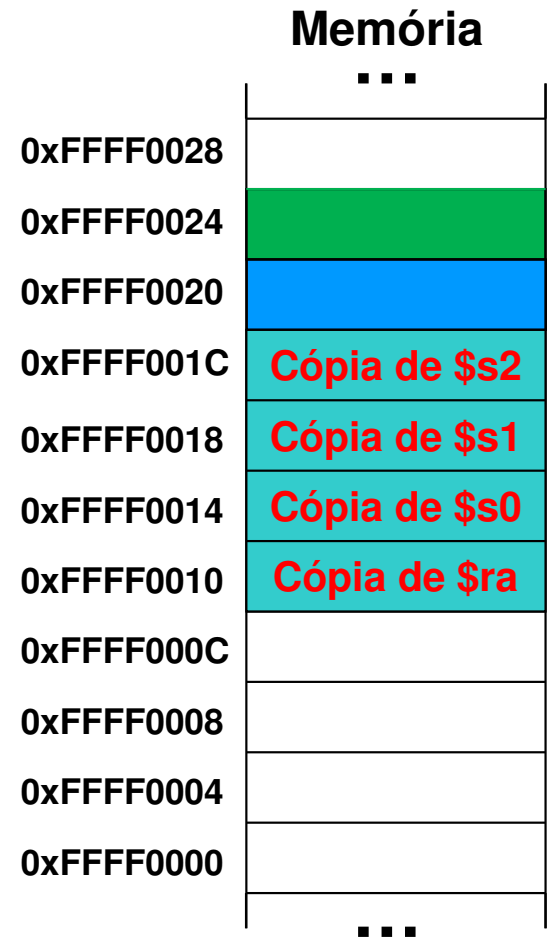 Memória
...
0xFFFF0028
0xFFFF0024
0xFFFF0020
0xFFFF001C Cópia de $s2
0xFFFF0018 Cópia de $s1
0xFFFF0014 Cópia de $s0
0xFFFF0010 Cópia de $ra
0xFFFF000C
0xFFFF0008
0xFFFF0004
0xFFFF0000
...